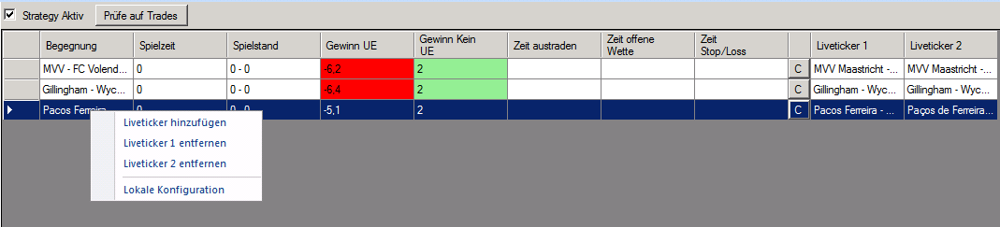 Strategy Aktiv Prüfe auf Trades
Begegnung Spielzeit Spielstand Gewinn UE Gewinn Kein UE Zeit austraden Zeit offene Wette Zeit Stop/Loss Liveticker 1 Liveticker 2
MVV - FC Volend... 0 0 - 0 -6,2 2 C MVV Maastricht -... MVV Maastricht -...
Gillingham - Wyc... 0 0 - 0 -6,4 2 C Gillingham - Wyc... Gillingham - Wyc...
Pacos Ferreira 0 0 - 0 -5,1 2 C Pacos Ferreira - ... Paços de Ferreira...
Liveticker hinzufügen
Liveticker 1 entfernen
Liveticker 2 entfernen
Lokale Konfiguration